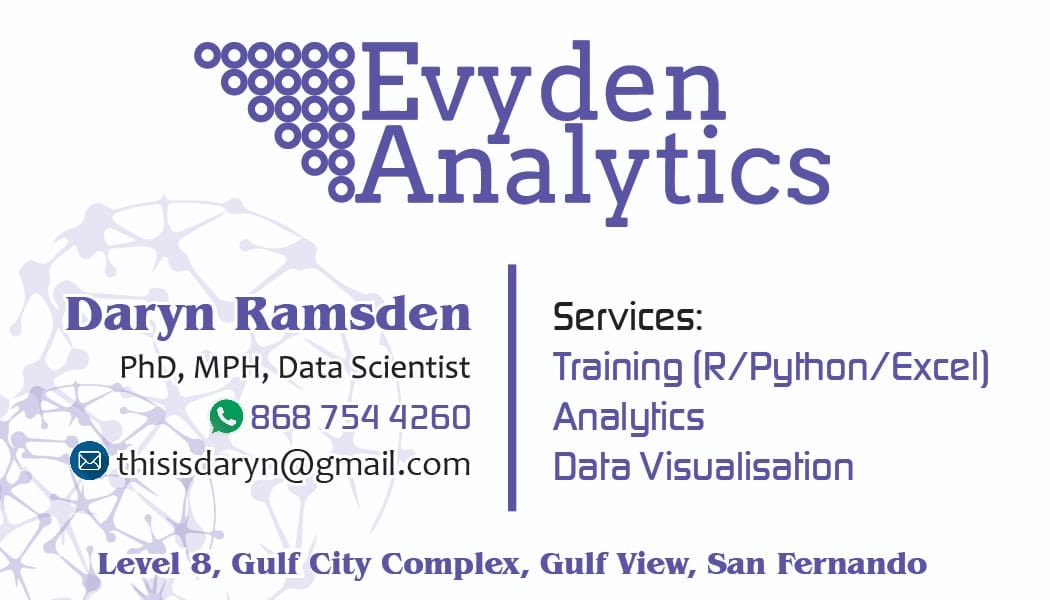 Evyden
Analytics
Daryn Ramsden
PhD, MPH, Data Scientist
868 754 4260
thisisdaryn@gmail.com
Services:
Training (R/Python/Excel)
Analytics
Data Visualisation
Level 8, Gulf City Complex, Gulf View, San Fernando